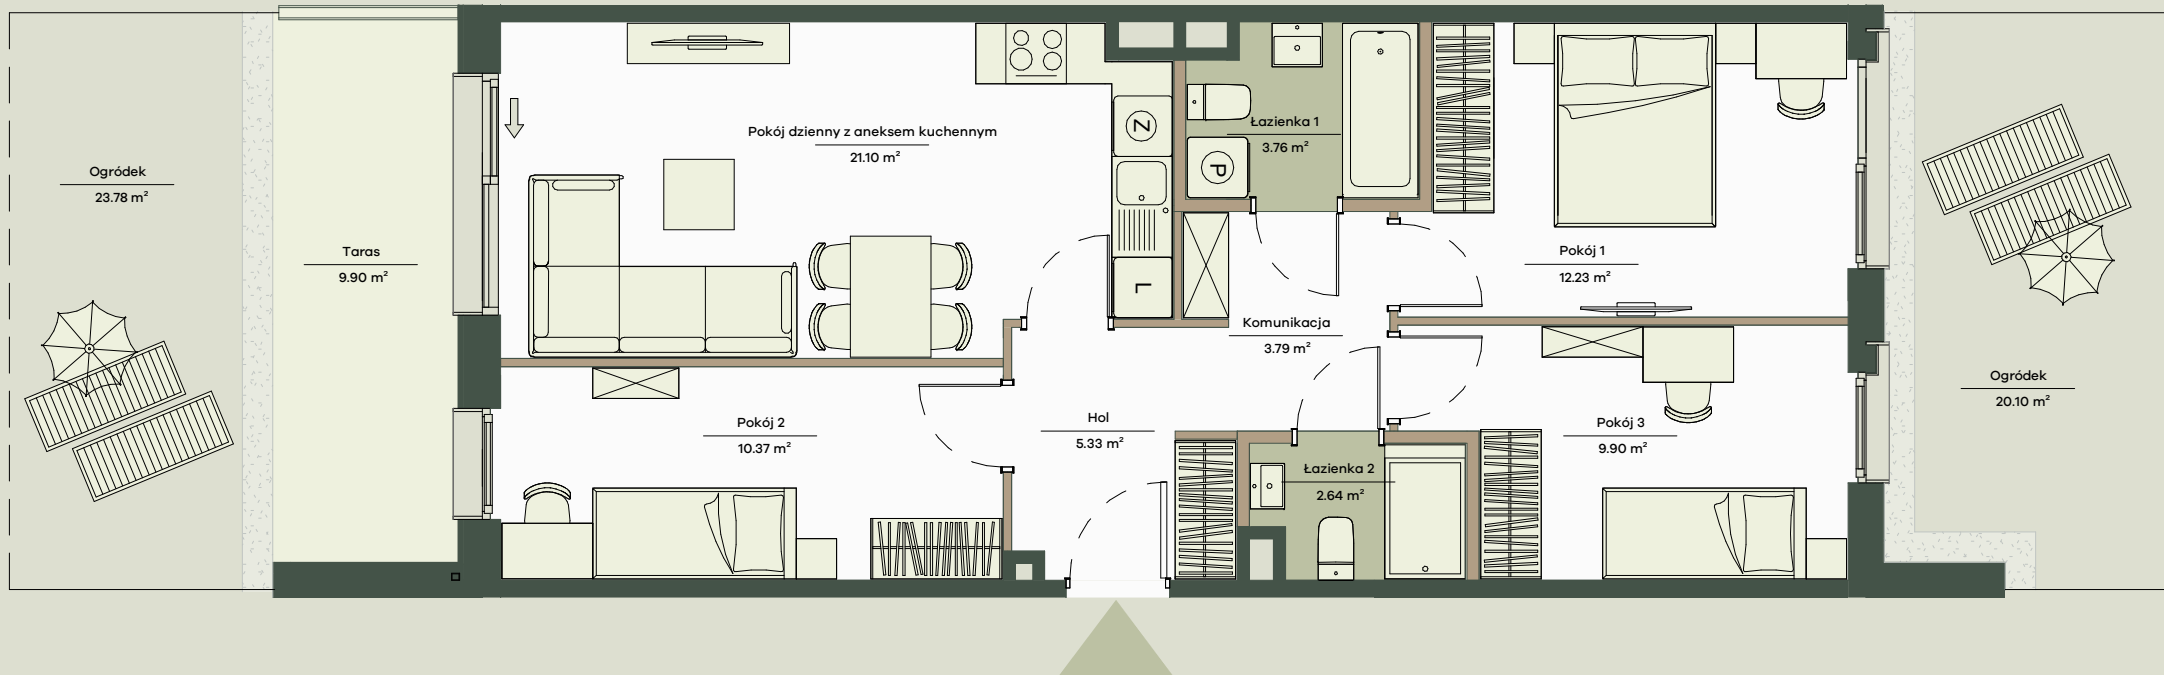 Ogródek
23.78 m²
Taras
9.90 m²
Pokój dzienny z aneksem kuchennym
21.10 m²
Z
L
Łazienka 1
3.76 m²
P
Pokój 1
12.23 m²
Komunikacja
3.79 m²
Pokój 2
10.37 m²
Hol
5.33 m²
Łazienka 2
2.64 m²
Pokój 3
9.90 m²
Ogródek
20.10 m²